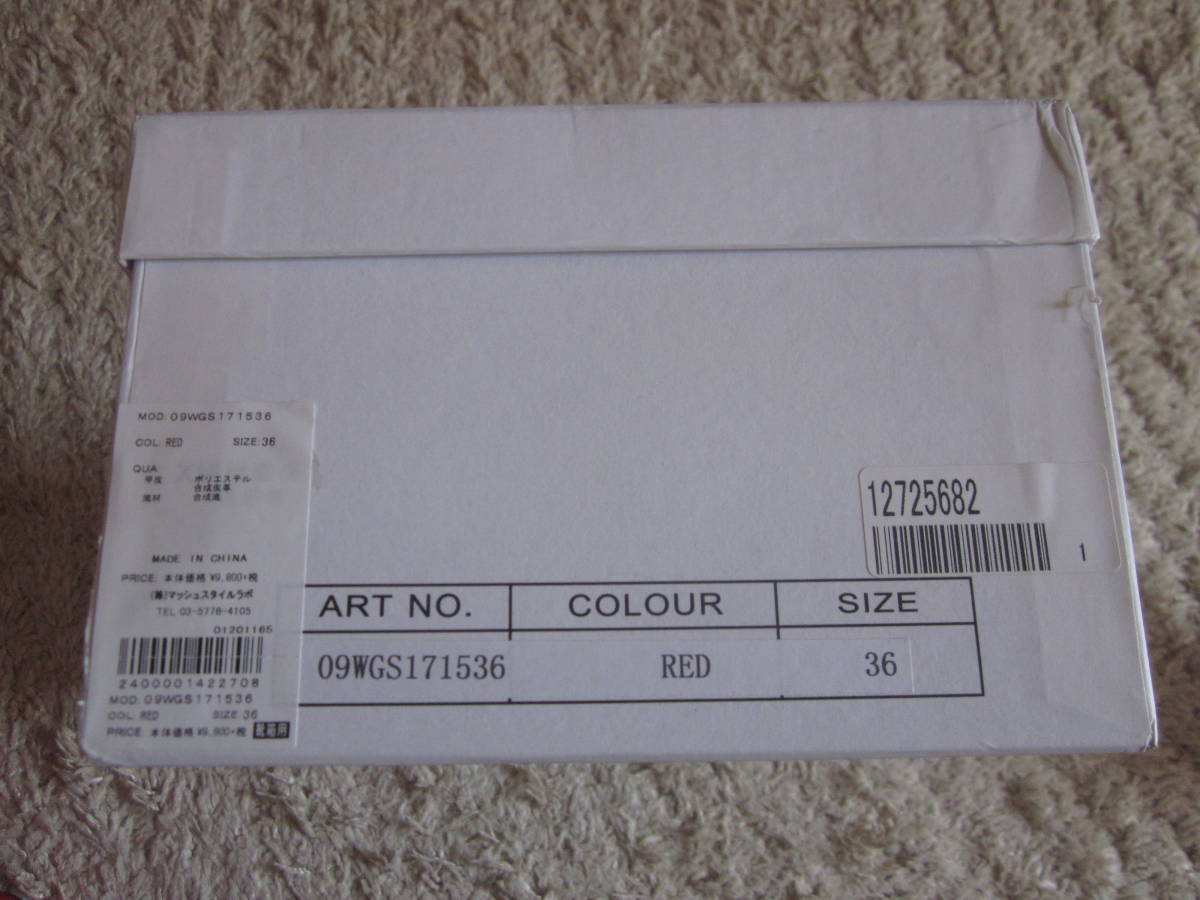 MOD: 09WGS171536
COL: RED SIZE: 36
QUA
甲皮 ポリエステル
合成皮革
底材 合成底
MADE IN CHINA
PRICE: 本体価格 ¥9,800+税
(株)マッシュスタイルラボ
TEL 03-5778-4105
01201165
2400001422708
MOD: 09WGS171536
COL: RED SIZE: 36
PRICE: 本体価格 ¥9,800+税 靴箱用
12725682
1
ART NO. COLOUR SIZE
09WGS171536 RED 36